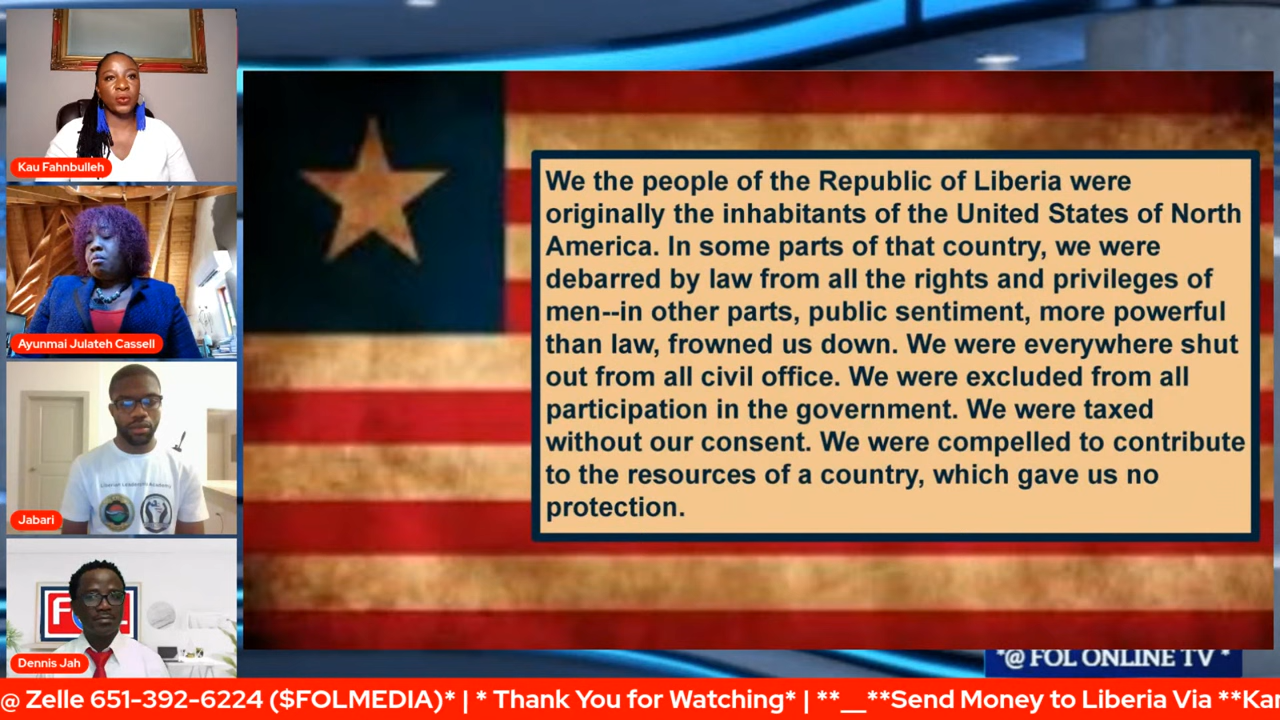 Kau Fahnbulleh
Ayunmai Julateh Cassell
Liberian Leadership Academy
Jabari
Dennis Jah
We the people of the Republic of Liberia were
originally the inhabitants of the United States of North
America. In some parts of that country, we were
debarred by law from all the rights and privileges of
men--in other parts, public sentiment, more powerful
than law, frowned us down. We were everywhere shut
out from all civil office. We were excluded from all
participation in the government. We were taxed
without our consent. We were compelled to contribute
to the resources of a country, which gave us no
protection.
*@ FOL ONLINE TV *
@ Zelle 651-392-6224 ($FOLMEDIA)* | * Thank You for Watching* | **__**Send Money to Liberia Via **Ka